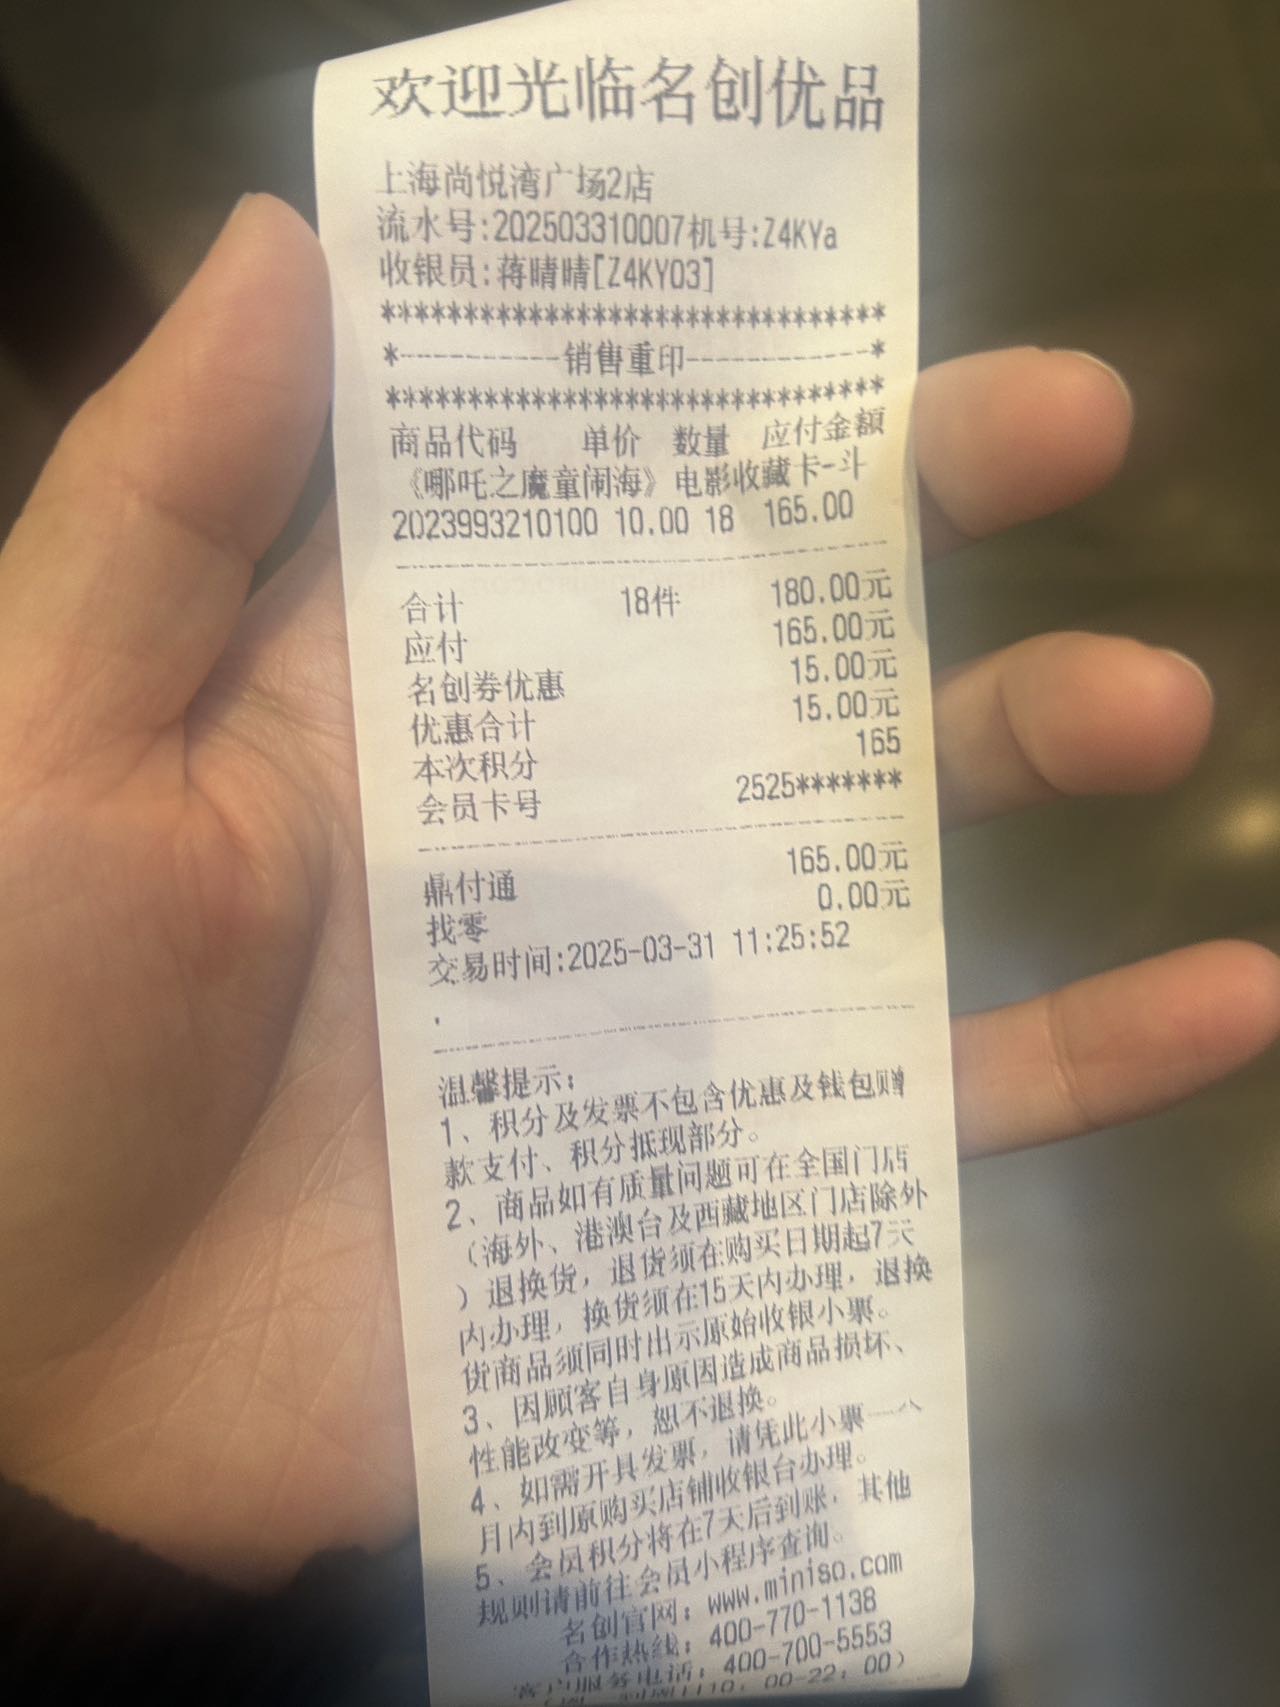 欢迎光临名创优品
上海尚悦湾广场2店
流水号:202503310007机号:Z4KYa
收银员:蒋晴晴[Z4KY03]
*******************************
*-----------销售重印------------*
*******************************
商品代码 单价 数量 应付金额
《哪吒之魔童闹海》电影收藏卡-斗
2023993210100 10.00 18 165.00
合计 18件 180.00元
应付 165.00元
名创券优惠 15.00元
优惠合计 15.00元
本次积分 165
会员卡号 2525*******
鼎付通 165.00元
找零 0.00元
交易时间:2025-03-31 11:25:52
.
温馨提示:
1、积分及发票不包含优惠及钱包赠
款支付、积分抵现部分。
2、商品如有质量问题可在全国门店
(海外、港澳台及西藏地区门店除外
)退换货,退货须在购买日期起7天
内办理,换货须在15天内办理,退换
货商品须同时出示原始收银小票。
3、因顾客自身原因造成商品损坏、
性能改变等,恕不退换。
4、如需开具发票,请凭此小票一个
月内到原购买店铺收银台办理。
5、会员积分将在7天后到账,其他
规则请前往会员小程序查询。
名创官网: www.miniso.com
合作热线: 400-770-1138
客户服务电话: 400-700-5553
10:00-22:00)